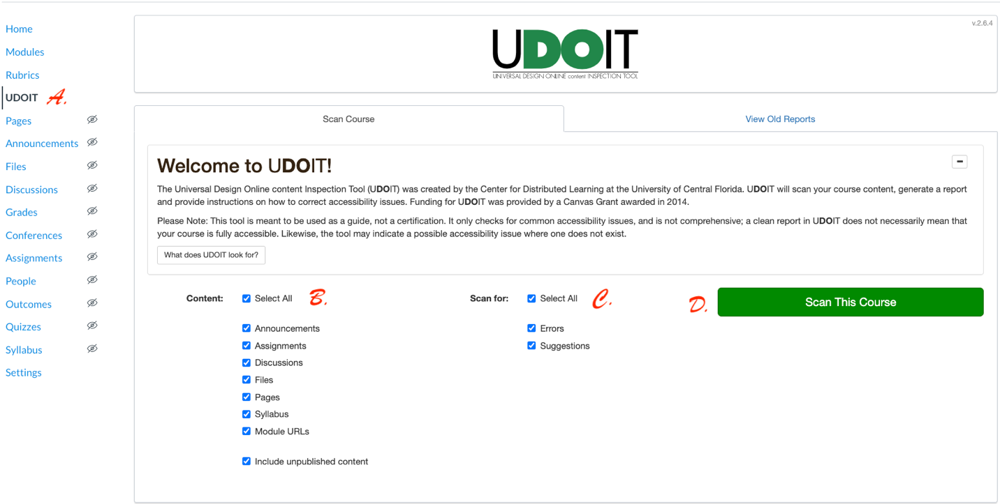 v.2.6.4
UDOIT
UNIVERSAL DESIGN ONLINE content INSPECTION TOOL
Home
Modules
Rubrics
UDOIT A.
Pages
Announcements
Files
Discussions
Grades
Conferences
Assignments
People
Outcomes
Quizzes
Syllabus
Settings
Scan Course
View Old Reports
Welcome to UDOIT!
The Universal Design Online content Inspection Tool (UDOIT) was created by the Center for Distributed Learning at the University of Central Florida. UDOIT will scan your course content, generate a report
and provide instructions on how to correct accessibility issues. Funding for UDOIT was provided by a Canvas Grant awarded in 2014.
Please Note: This tool is meant to be used as a guide, not a certification. It only checks for common accessibility issues, and is not comprehensive; a clean report in UDOIT does not necessarily mean that
your course is fully accessible. Likewise, the tool may indicate a possible accessibility issue where one does not exist.
What does UDOIT look for?
Content:
Select All B.
Announcements
Assignments
Discussions
Files
Pages
Syllabus
Module URLs
Include unpublished content
Scan for:
Select All C.
Errors
Suggestions
D.
Scan This Course